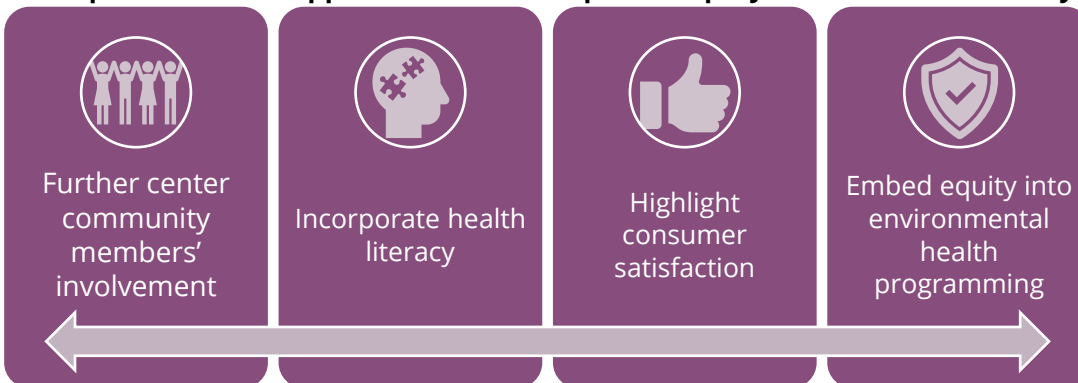 Further center
community
members’
involvement
Incorporate health
literacy
Highlight
consumer
satisfaction
Embed equity into
environmental
health
programming